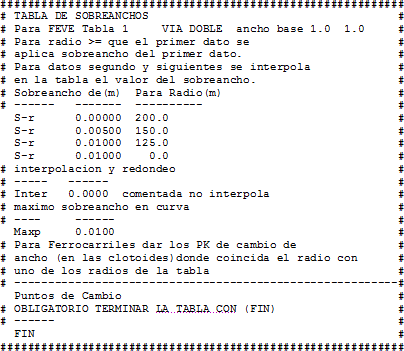 ################################################################
# TABLA DE SOBREANCHOS #
# Para FEVE Tabla 1 VIA DOBLE ancho base 1.0 1.0 #
# Para radio >= que el primer dato se #
# aplica sobreancho del primer dato. #
# Para datos segundo y siguientes se interpola #
# en la tabla el valor del sobreancho. #
# Sobreancho de(m) Para Radio(m) #
# ------ ------- ---------- #
S-r 0.00000 200.0 #
S-r 0.00500 150.0 #
S-r 0.01000 125.0 #
S-r 0.01000 0.0 #
# interpolacion y redondeo #
# ----- ------ #
# Inter 0.0000 comentada no interpola #
# maximo sobreancho en curva #
# ---- ------ #
Maxp 0.0100 #
# Para Ferrocarriles dar los PK de cambio de #
# ancho (en las clotoides)donde coincida el radio con #
# uno de los radios de la tabla #
# -----------------------------------------------------------#
Puntos de Cambio #
# OBLIGATORIO TERMINAR LA TABLA CON (FIN) #
# ------ #
FIN #
################################################################